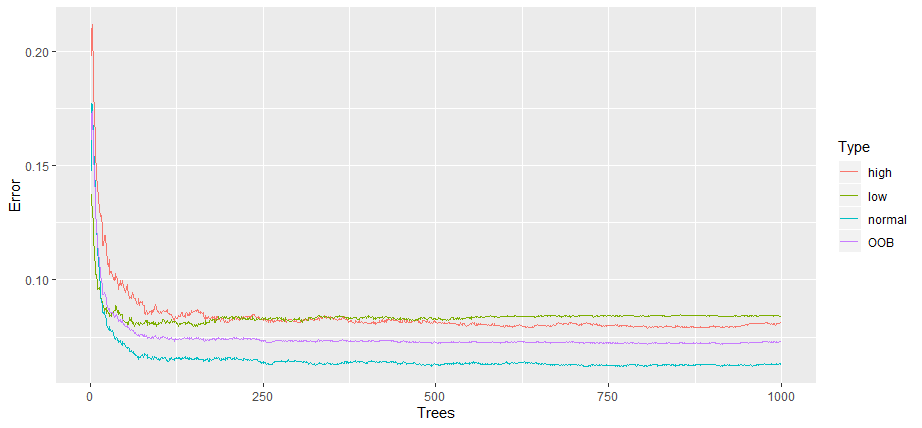 0.20
0.15
0.10
Error
0
250
500
750
1000
Trees
Type
high
low
normal
OOB